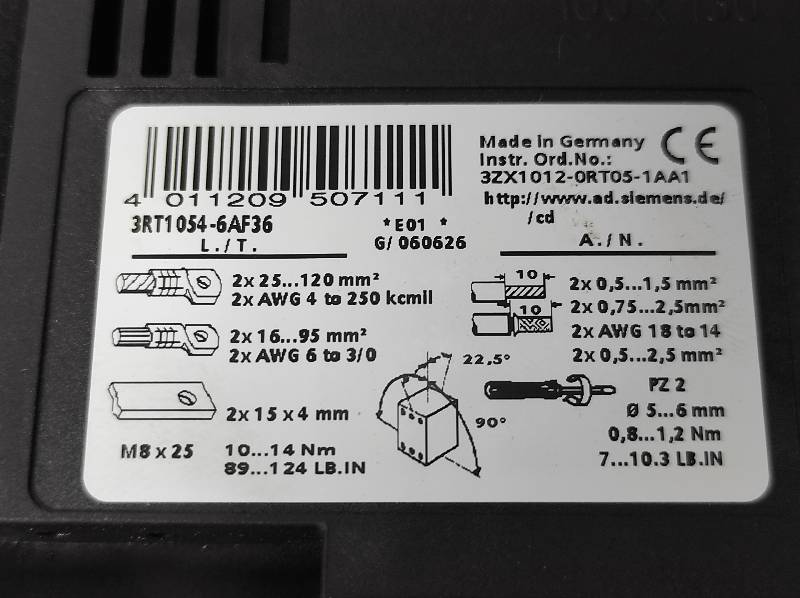 Made in Germany CE
Instr. Ord.No.:
3ZX1012-0RT05-1AA1
http://www.ad.siemens.de/
/cd
4 011209 507111
3RT1054-6AF36
*E01 *
G/ 060626
L./T.
A./N.
2x 25...120 mm²
2x AWG 4 to 250 kcmil
2x 16...95 mm²
2x AWG 6 to 3/0
2x 15 x 4 mm
M8 x 25
10...14 Nm
89...124 LB.IN
22,5°
90°
10
10
2x 0,5...1,5 mm²
2x 0,75...2,5mm²
2x AWG 18 to 14
2x 0,5...2,5 mm²
PZ 2
Ø 5...6 mm
0,8...1,2 Nm
7...10.3 LB.IN